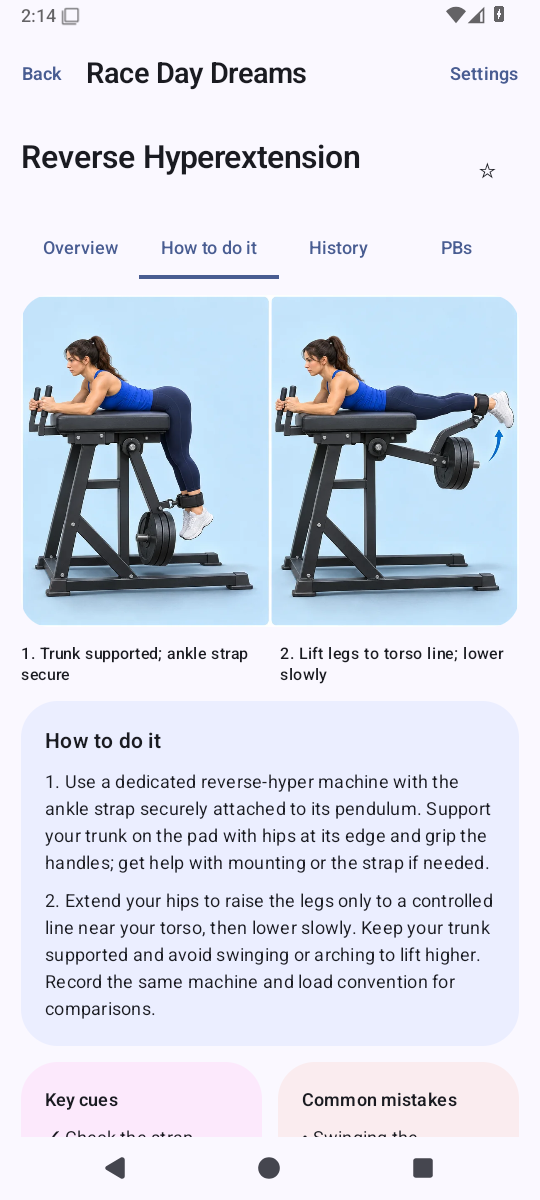 2:14
Back Race Day Dreams Settings
Reverse Hyperextension
Overview How to do it History PBs
1. Trunk supported; ankle strap
secure
2. Lift legs to torso line; lower
slowly
How to do it
1. Use a dedicated reverse-hyper machine with the
ankle strap securely attached to its pendulum. Support
your trunk on the pad with hips at its edge and grip the
handles; get help with mounting or the strap if needed.
2. Extend your hips to raise the legs only to a controlled
line near your torso, then lower slowly. Keep your trunk
supported and avoid swinging or arching to lift higher.
Record the same machine and load convention for
comparisons.
Key cues
✓ Check the strap
Common mistakes
• Swinging the